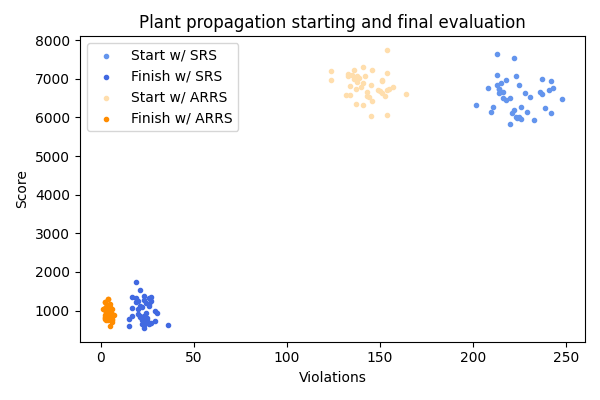 Plant propagation starting and final evaluation
Start w/ SRS
Finish w/ SRS
Start w/ ARRS
Finish w/ ARRS
Score
8000
7000
6000
5000
4000
3000
2000
1000
0 50 100 150 200 250
Violations